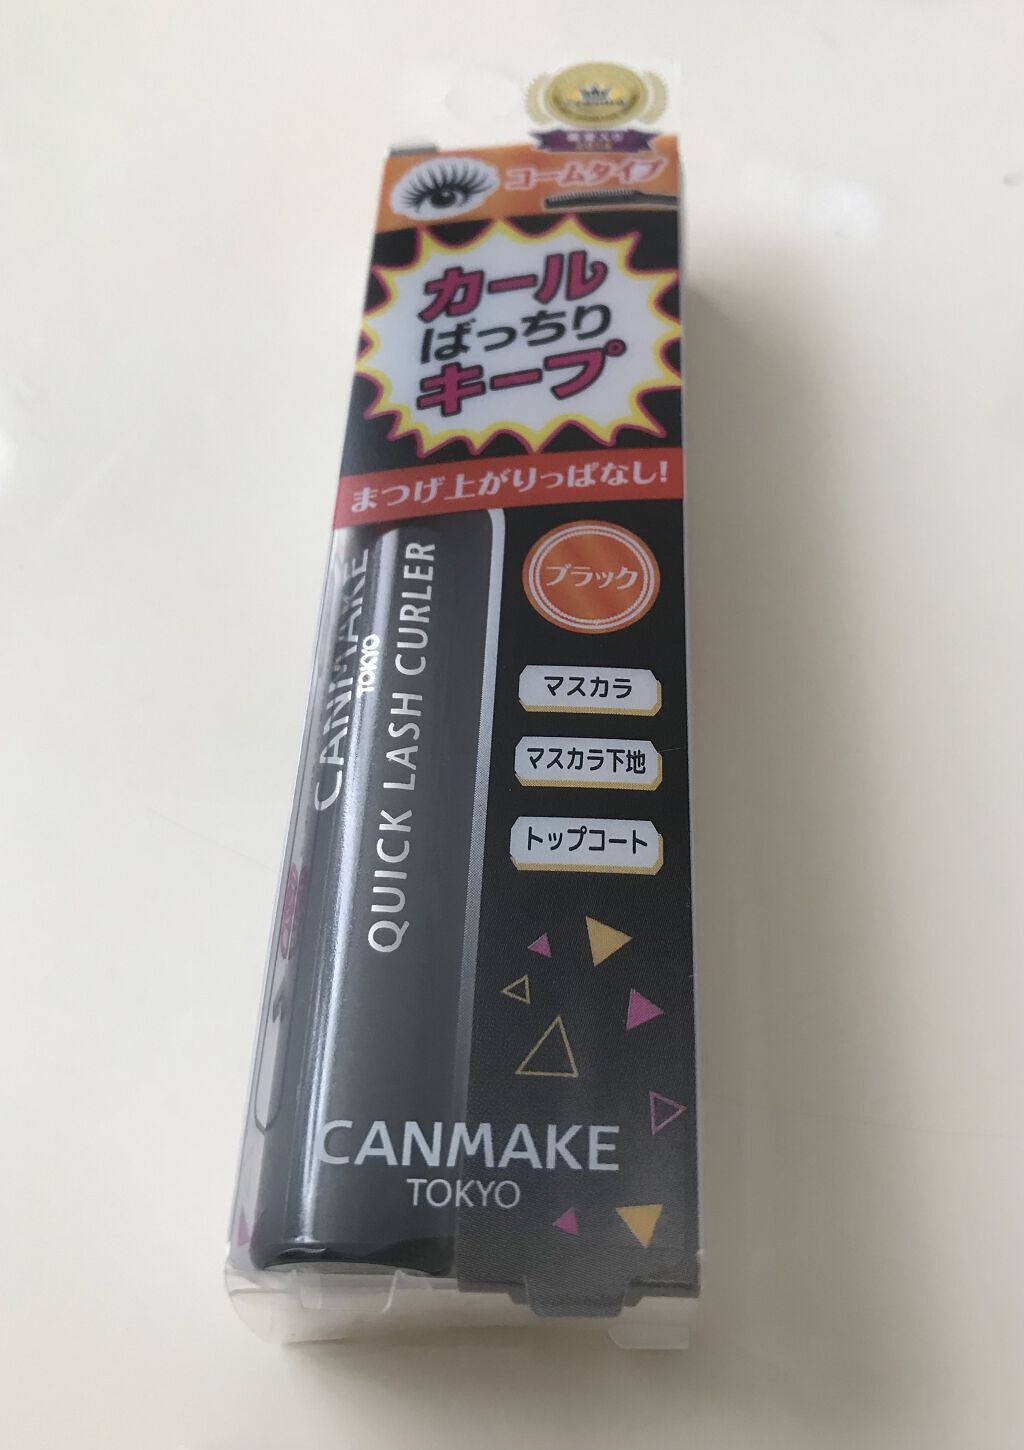 コームタイプ
カール
ばっちり
キープ
まつげ上がりっぱなし!
ブラック
マスカラ
マスカラ下地
トップコート
CANMAKE
TOKYO
QUICK LASH CURLER
CANMAKE
TOKYO